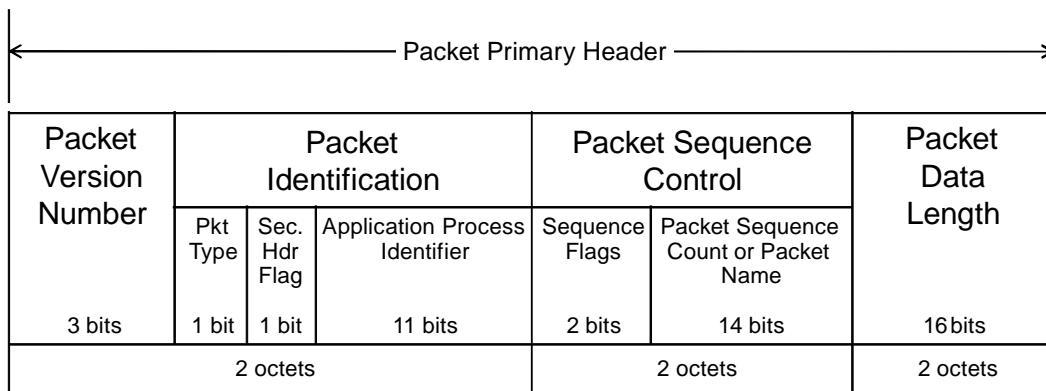 Packet Primary Header
Packet
Version
Number
Packet
Identification
Packet Sequence
Control
Packet
Data
Length
Pkt
Type
Sec.
Hdr
Flag
Application Process
Identifier
Sequence
Flags
Packet Sequence
Count or Packet
Name
3 bits
1 bit
1 bit
11 bits
2 bits
14 bits
16 bits
2 octets
2 octets
2 octets